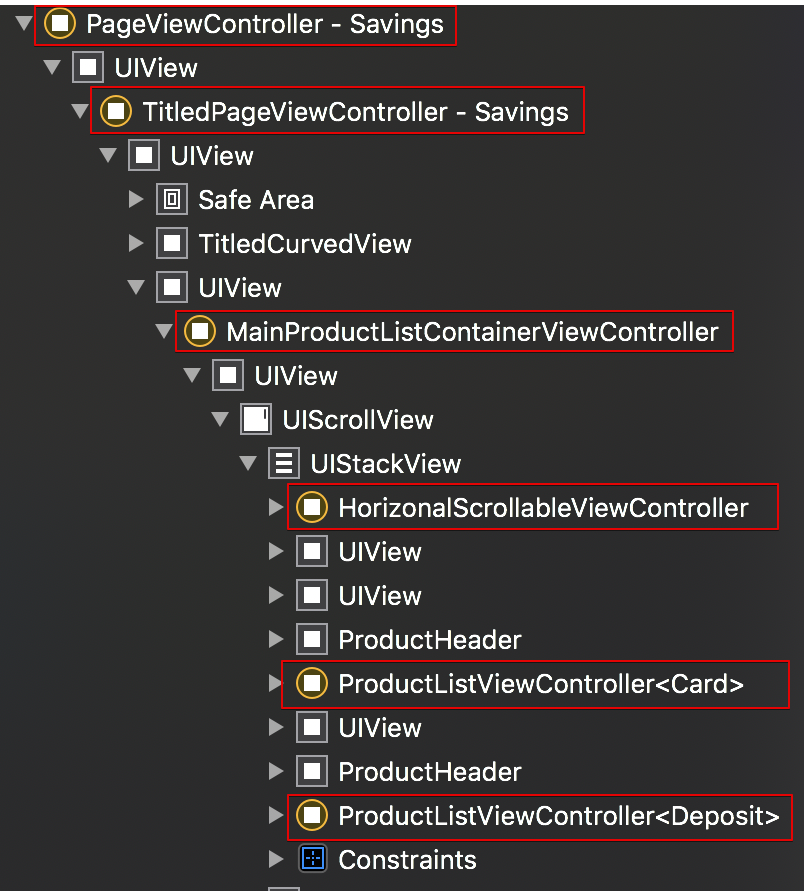 PageViewController - Savings
UIView
TitledPageViewController - Savings
UIView
Safe Area
TitledCurvedView
UIView
MainProductListContainerViewController
UIView
UIScrollView
UIStackView
HorizonalScrollableViewController
UIView
UIView
ProductHeader
ProductListViewController<Card>
UIView
ProductHeader
ProductListViewController<Deposit>
Constraints